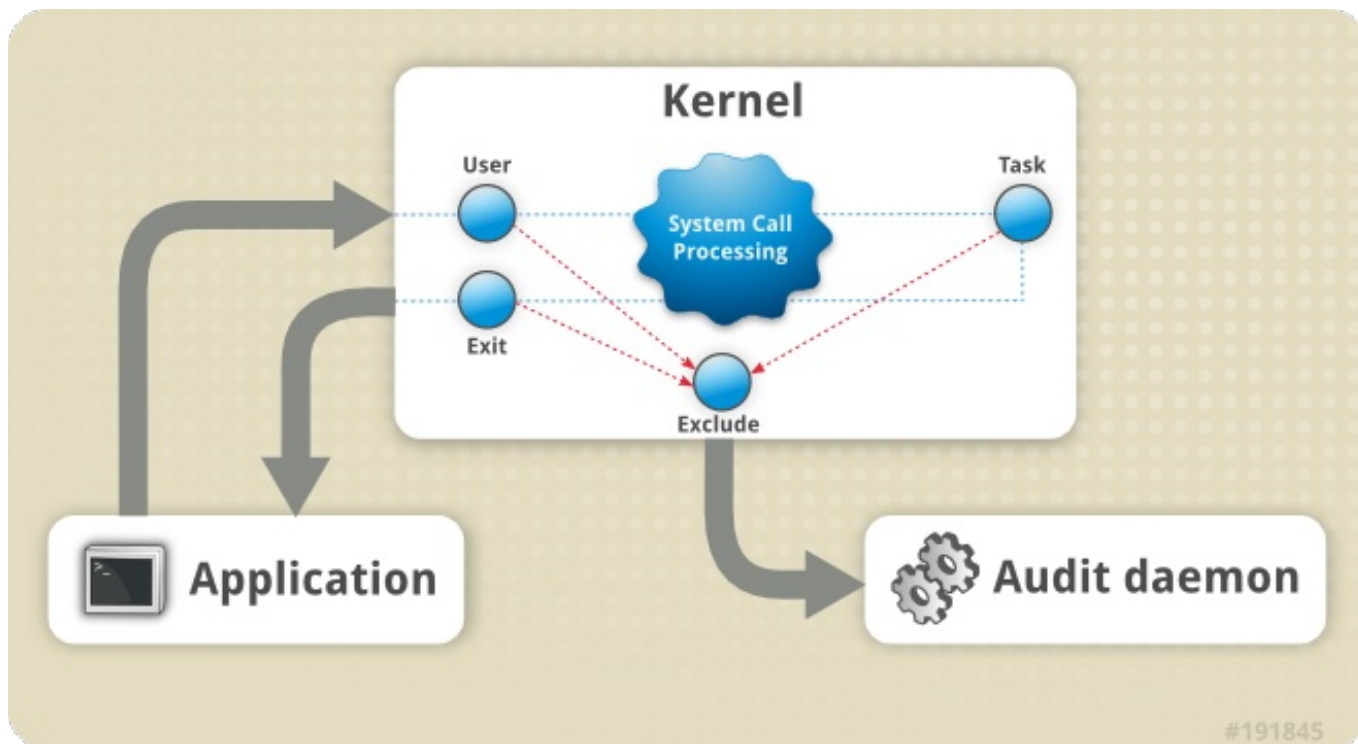 Kernel
User
Task
System Call
Processing
Exit
Exclude
>_
Application
Audit daemon
#191845